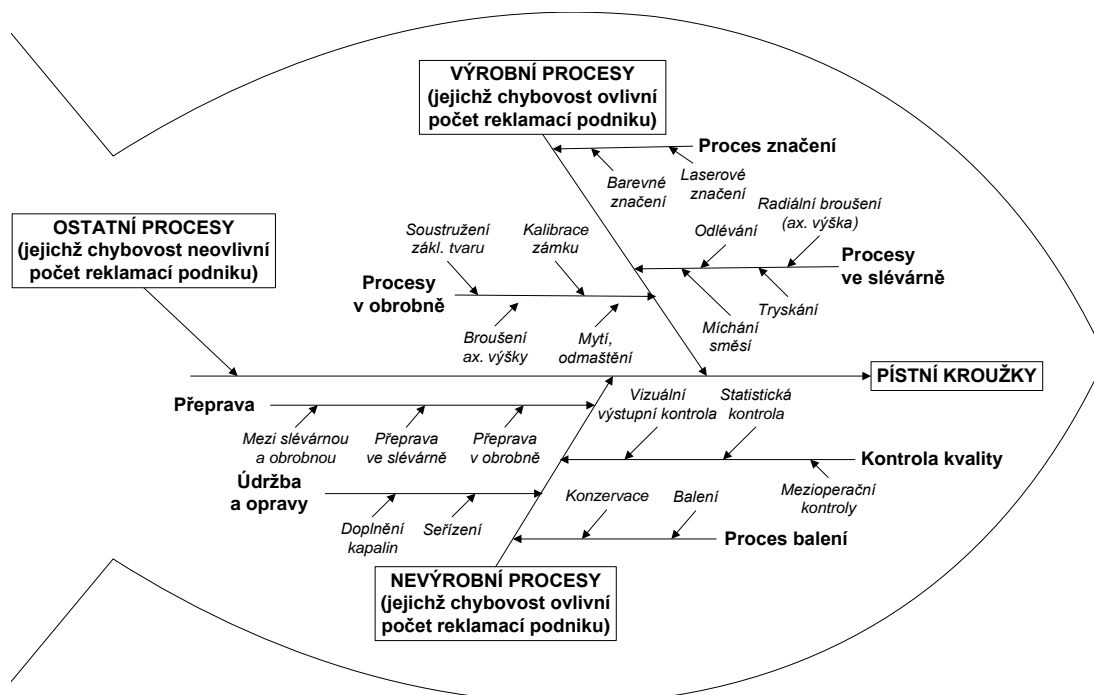 VÝROBNÍ PROCESY
(jejichž chybovost ovlivní
počet reklamací podniku)
Proces značení
Barevné
značení
Laserové
značení
OSTATNÍ PROCESY
(jejichž chybovost neovlivní
počet reklamací podniku)
Soustružení
zákl. tvaru
Kalibrace
zámku
Odlévání
Radiální broušení
(ax. výška)
Procesy
v obrobně
Procesy
ve slévárně
Broušení
ax. výšky
Mytí,
odmaštění
Míchání
směsí
Tryskání
PÍSTNÍ KROUŽKY
Přeprava
Mezi slévárnou
a obrobnou
Přeprava
ve slévárně
Přeprava
v obrobně
Vizuální
výstupní kontrola
Statistická
kontrola
Kontrola kvality
Mezioperační
kontroly
Údržba
a opravy
Doplnění
kapalin
Seřízení
Konzervace
Balení
Proces balení
NEVÝROBNÍ PROCESY
(jejichž chybovost ovlivní
počet reklamací podniku)